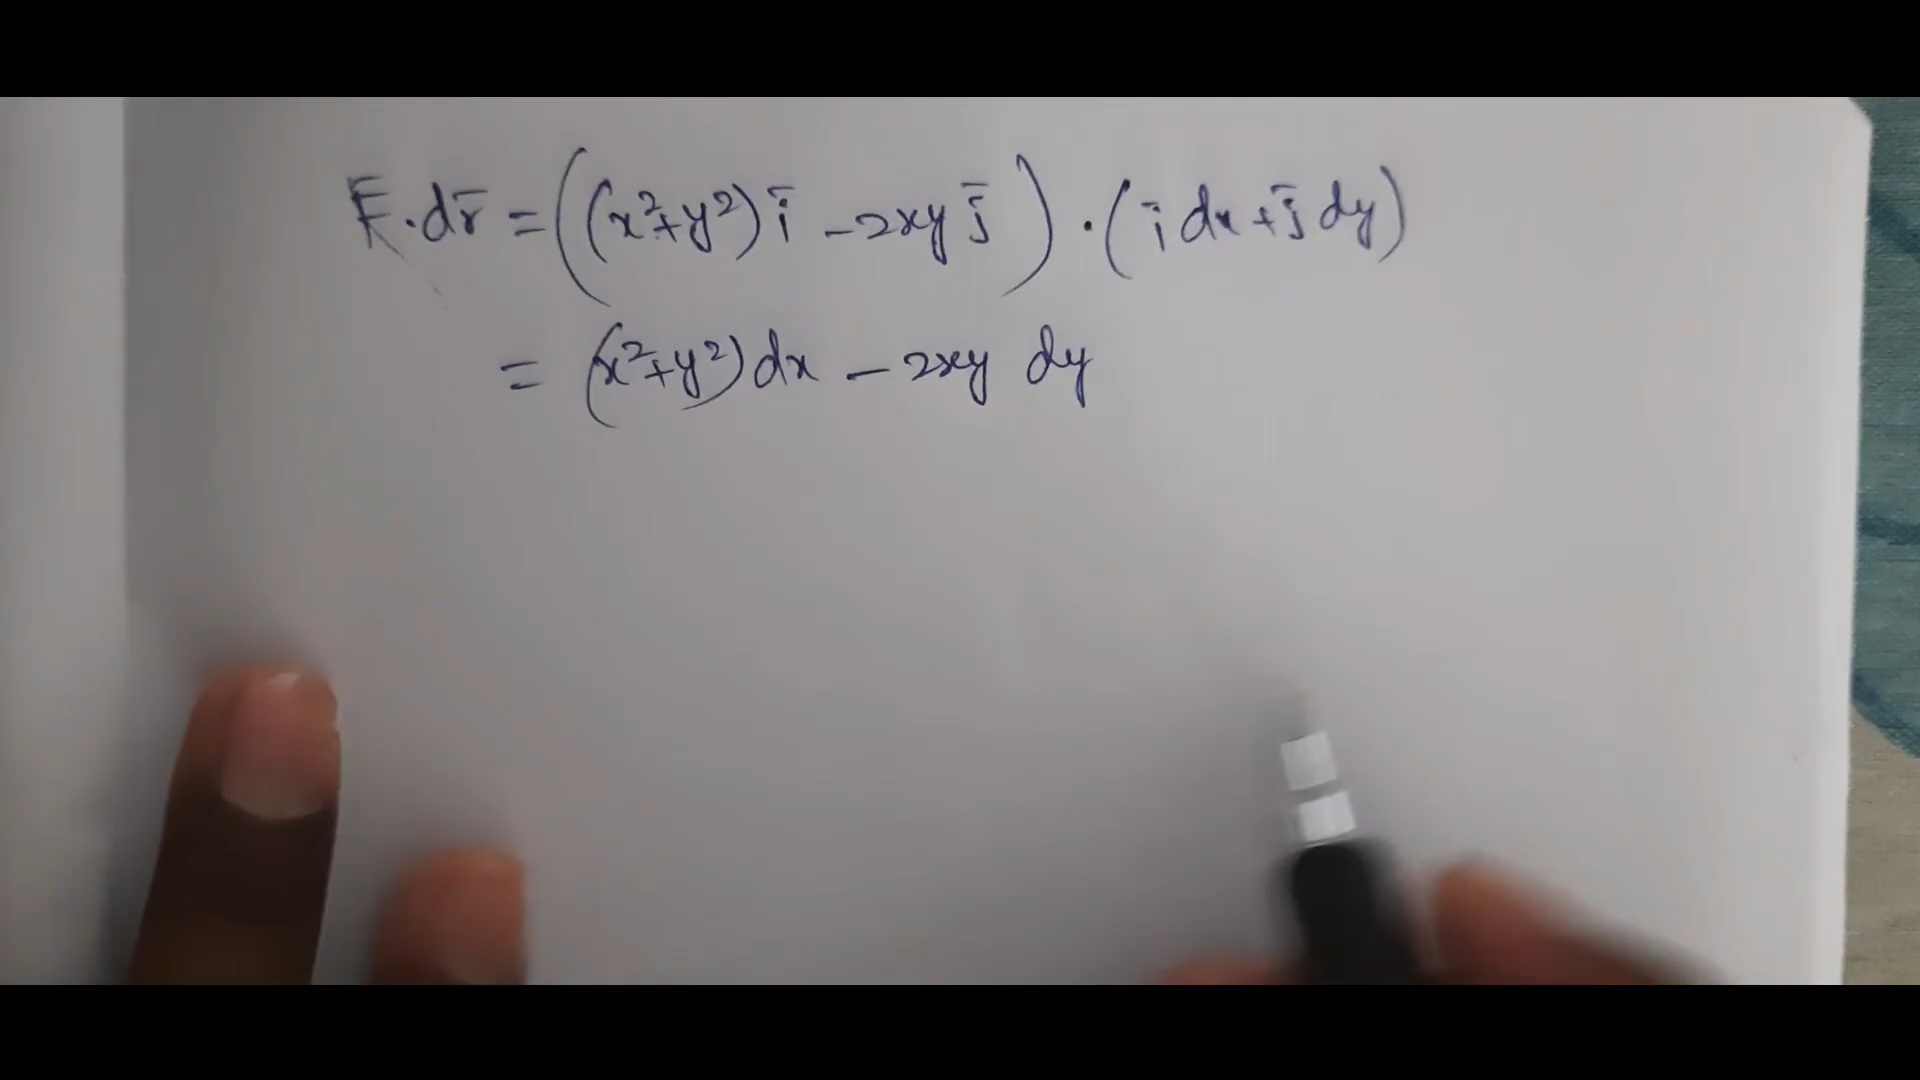 F̅.dr̅ = ((x²+y²)i̅ - 2xy j̅) . (i̅ dx + j̅ dy)
= (x²+y²)dx - 2xy dy